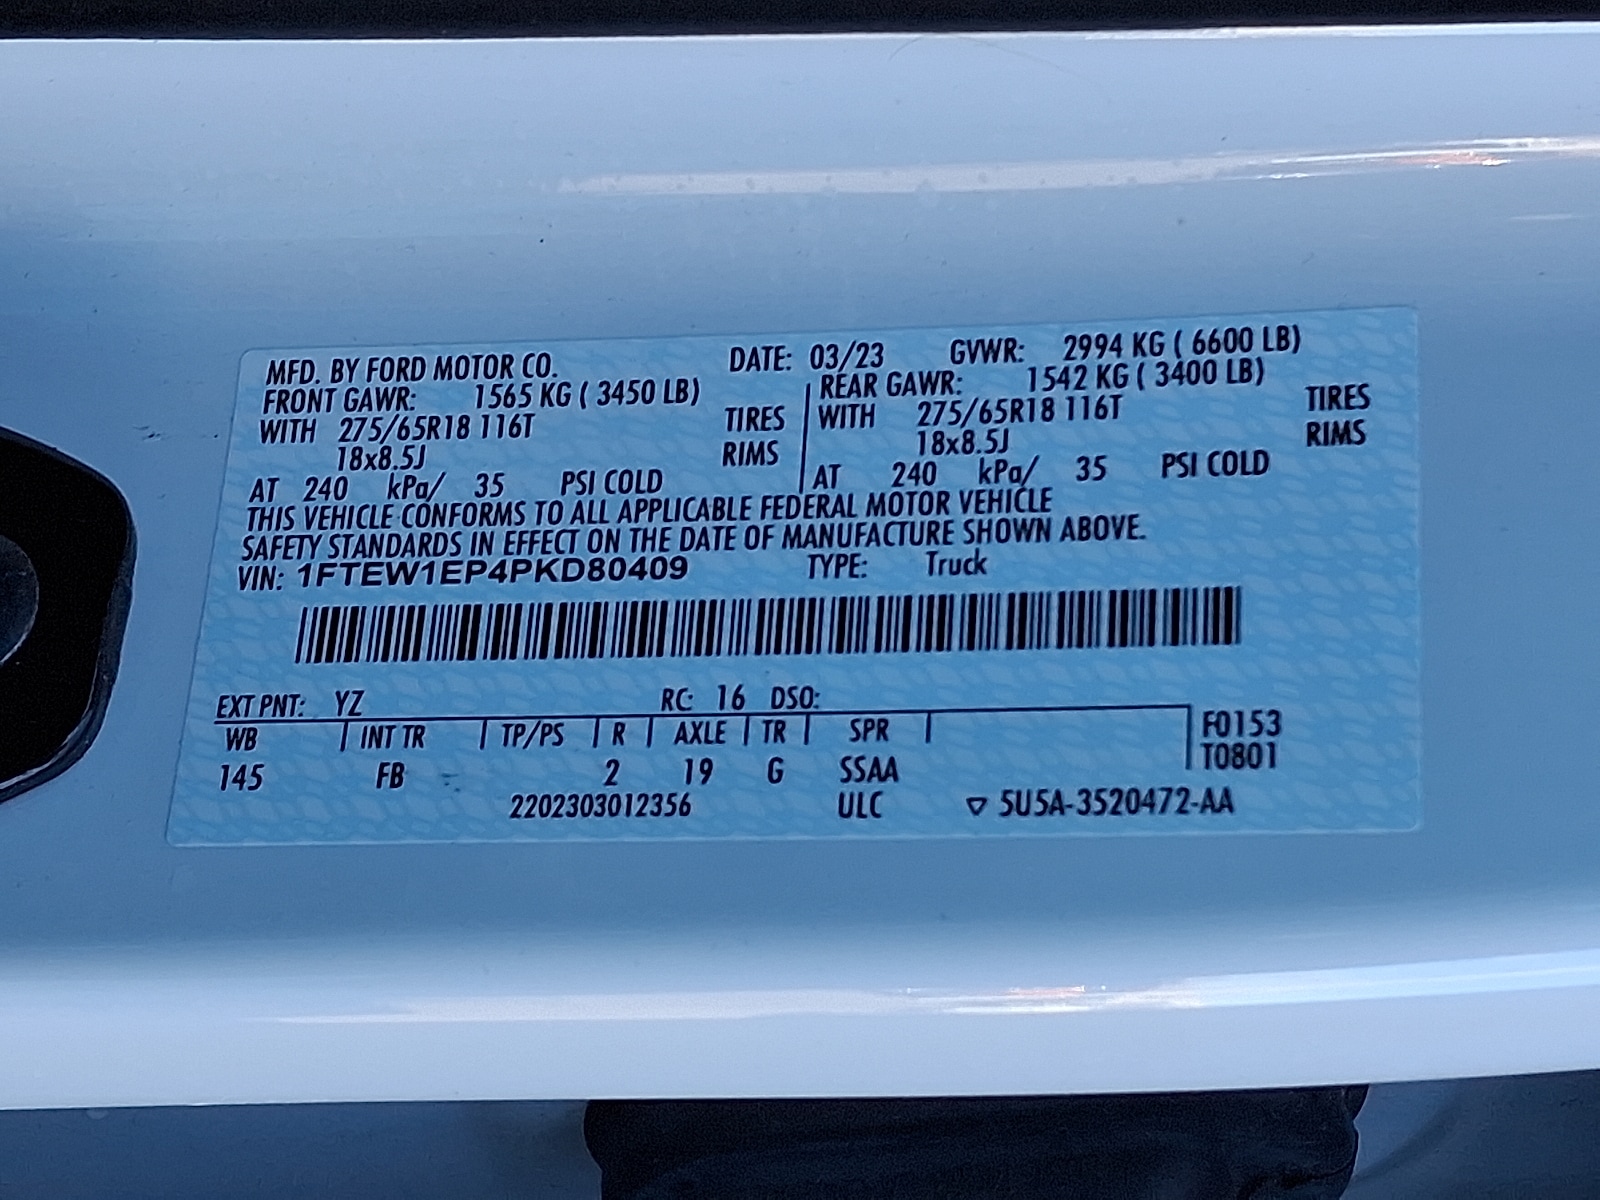 MFD. BY FORD MOTOR CO. DATE: 03/23 GVWR: 2994 KG ( 6600 LB)
FRONT GAWR: 1565 KG ( 3450 LB) REAR GAWR: 1542 KG ( 3400 LB)
WITH 275/65R18 116T TIRES WITH 275/65R18 116T TIRES
18x8.5J RIMS 18x8.5J RIMS
AT 240 kPa/ 35 PSI COLD AT 240 kPa/ 35 PSI COLD
THIS VEHICLE CONFORMS TO ALL APPLICABLE FEDERAL MOTOR VEHICLE
SAFETY STANDARDS IN EFFECT ON THE DATE OF MANUFACTURE SHOWN ABOVE.
VIN: 1FTEW1EP4PKD80409 TYPE: Truck
EXT PNT: YZ RC: 16 DSO:
WB INT TR TP/PS R AXLE TR SPR F0153
T0801
145 FB 2 19 G SSAA
2202303012356 ULC ▽ 5U5A-3520472-AA